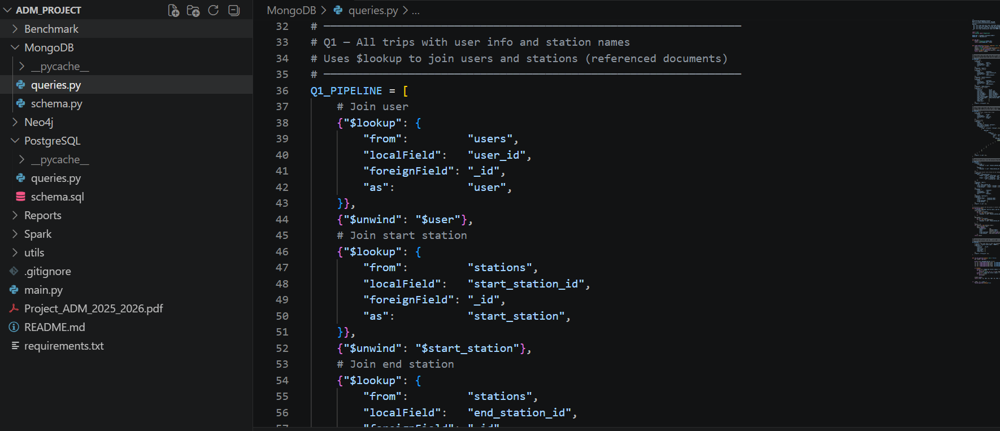 ADM_PROJECT
Benchmark
MongoDB
__pycache__
queries.py
schema.py
Neo4j
PostgreSQL
__pycache__
queries.py
schema.sql
Reports
Spark
utils
.gitignore
main.py
Project_ADM_2025_2026.pdf
README.md
requirements.txt
MongoDB > queries.py > ...
32 # ────────────────────────────────────────────────────────────────
33 # Q1 — All trips with user info and station names
34 # Uses $lookup to join users and stations (referenced documents)
35 # ────────────────────────────────────────────────────────────────
36 Q1_PIPELINE = [
37     # Join user
38     {"$lookup": {
39         "from":         "users",
40         "localField":   "user_id",
41         "foreignField": "_id",
42         "as":           "user",
43     }},
44     {"$unwind": "$user"},
45     # Join start station
46     {"$lookup": {
47         "from":         "stations",
48         "localField":   "start_station_id",
49         "foreignField": "_id",
50         "as":           "start_station",
51     }},
52     {"$unwind": "$start_station"},
53     # Join end station
54     {"$lookup": {
55         "from":         "stations",
56         "localField":   "end_station_id",
57         "foreignField": "_id"